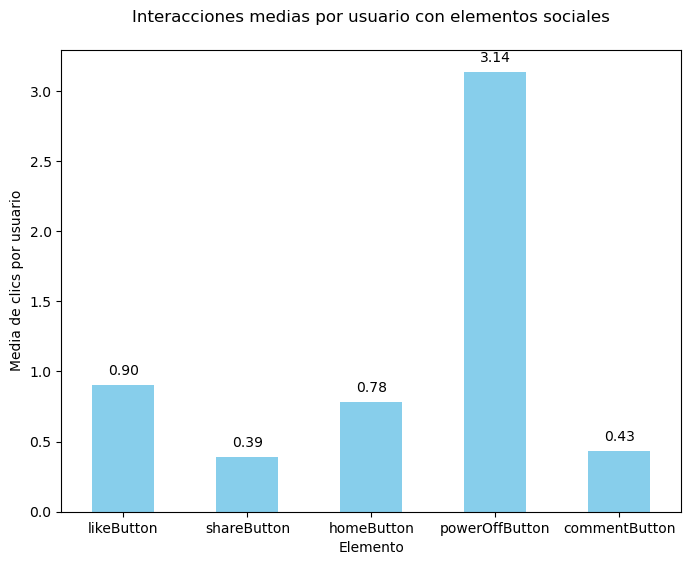 Interacciones medias por usuario con elementos sociales
Media de clics por usuario
3.0
2.5
2.0
1.5
1.0
0.5
0.0
0.90
0.39
0.78
3.14
0.43
likeButton
shareButton
homeButton
powerOffButton
commentButton
Elemento